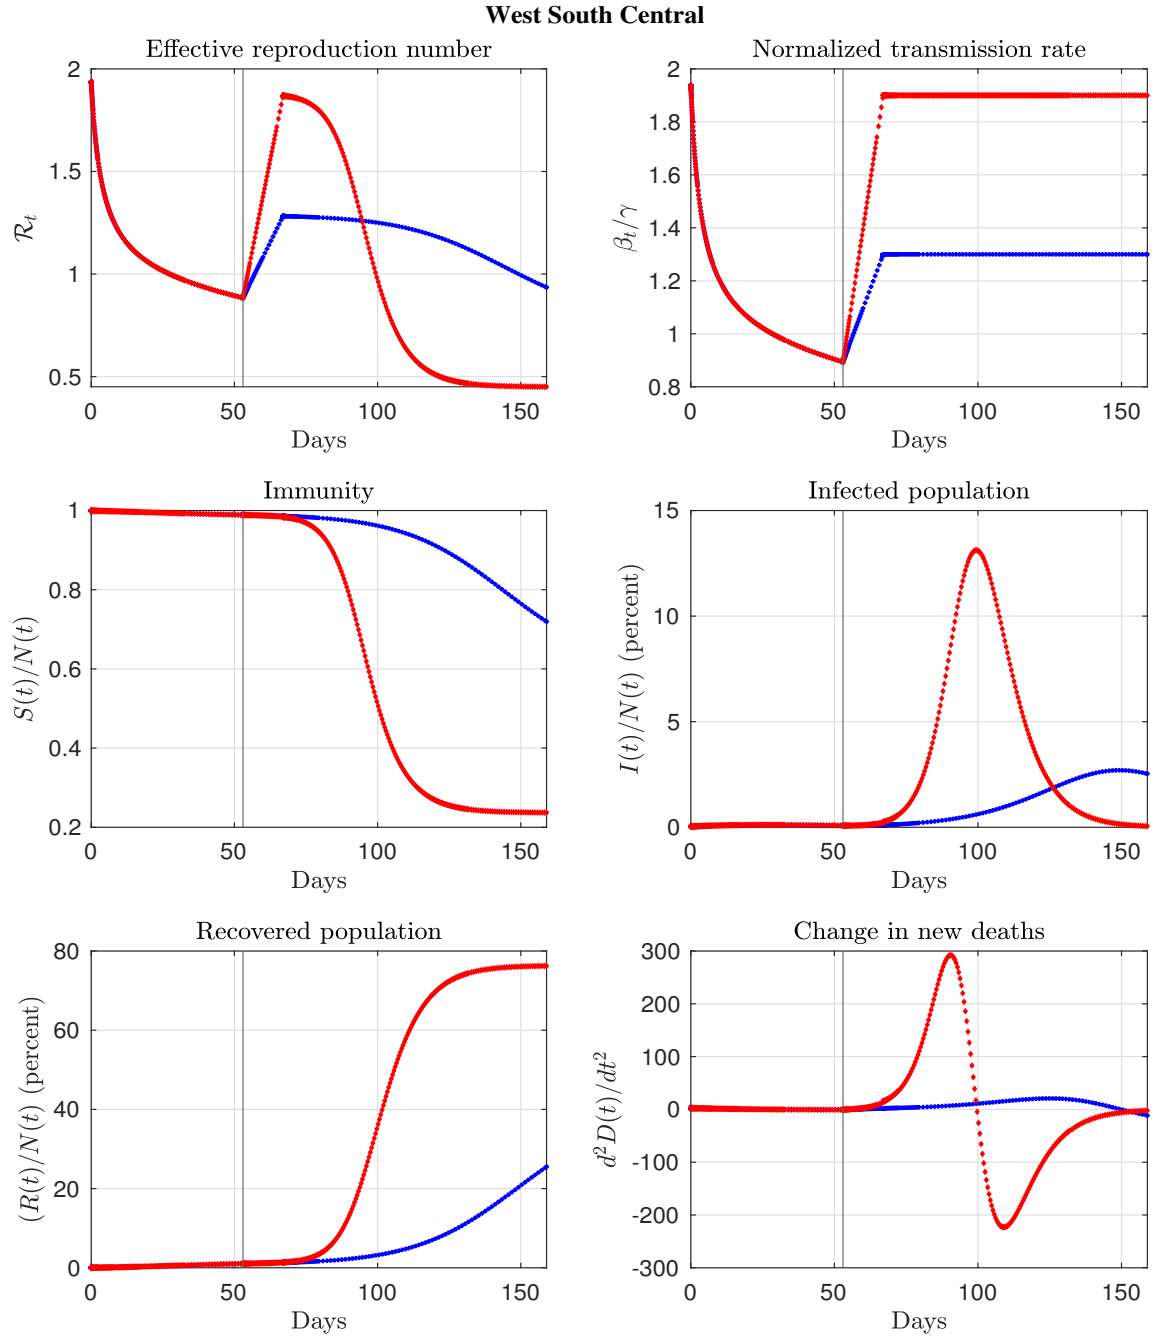 West South Central
Effective reproduction number
2
1.5
1
0.5
0 50 100 150
Days
R_t
Normalized transmission rate
2
1.8
1.6
1.4
1.2
1
0.8
0 50 100 150
Days
β_t/γ
Immunity
1
0.8
0.6
0.4
0.2
0 50 100 150
Days
S(t)/N(t)
Infected population
15
10
5
0
0 50 100 150
Days
I(t)/N(t) (percent)
Recovered population
80
60
40
20
0
0 50 100 150
Days
(R(t)/N(t) (percent)
Change in new deaths
300
200
100
0
-100
-200
-300
0 50 100 150
Days
d²D(t)/dt²